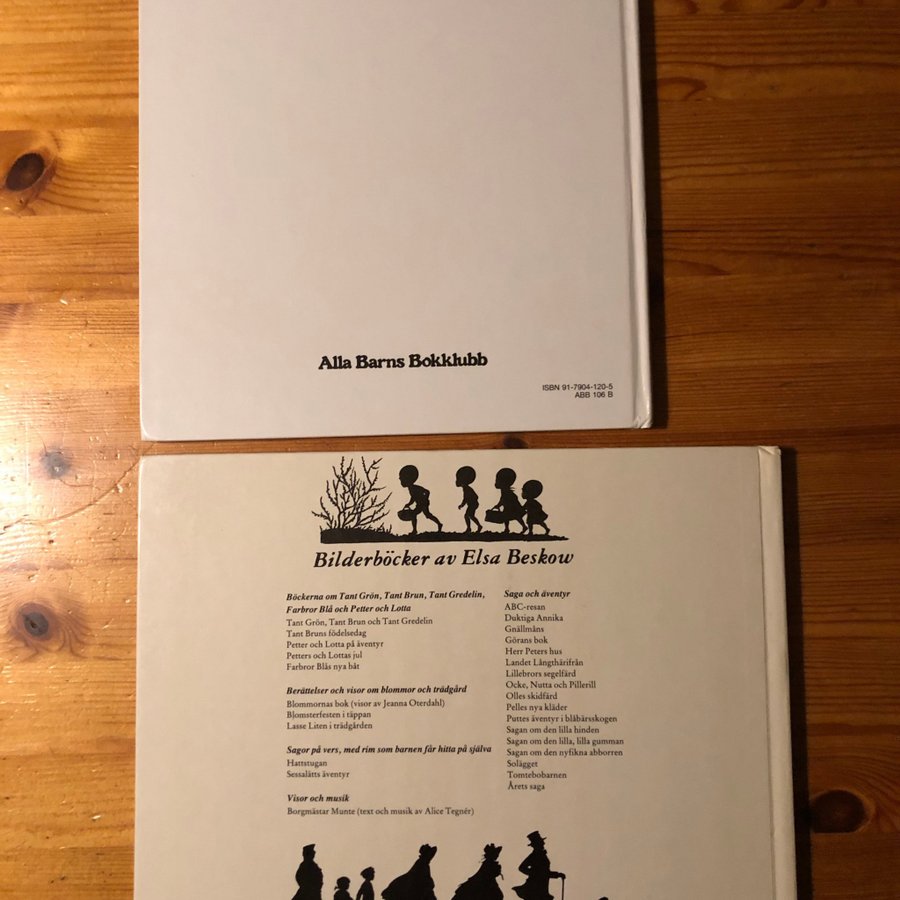 Alla Barns Bokklubb
ISBN 91-7904-120-5
ABB 106 B
Bilderböcker av Elsa Beskow
Böckerna om Tant Grön, Tant Brun, Tant Gredelin,
Farbror Blå och Petter och Lotta
Tant Grön, Tant Brun och Tant Gredelin
Tant Bruns födelsedag
Petter och Lotta på äventyr
Petters och Lottas jul
Farbror Blås nya båt
Berättelser och visor om blommor och trädgård
Blommornas bok (visor av Jeanna Oterdahl)
Blomsterfesten i täppan
Lasse Liten i trädgården
Sagor på vers, med rim som barnen får hitta på själva
Hattstugan
Sessalätts äventyr
Visor och musik
Borgmästar Munte (text och musik av Alice Tegnér)
Saga och äventyr
ABC-resan
Duktiga Annika
Gnällmåns
Görans bok
Herr Peters hus
Landet Långthärifrån
Lillebrors segelfärd
Ocke, Nutta och Pillerill
Olles skidfärd
Pelles nya kläder
Puttes äventyr i blåbärsskogen
Sagan om den lilla hinden
Sagan om den lilla, lilla gumman
Sagan om den nyfikna abborren
Solägget
Tomtebobarnen
Årets saga